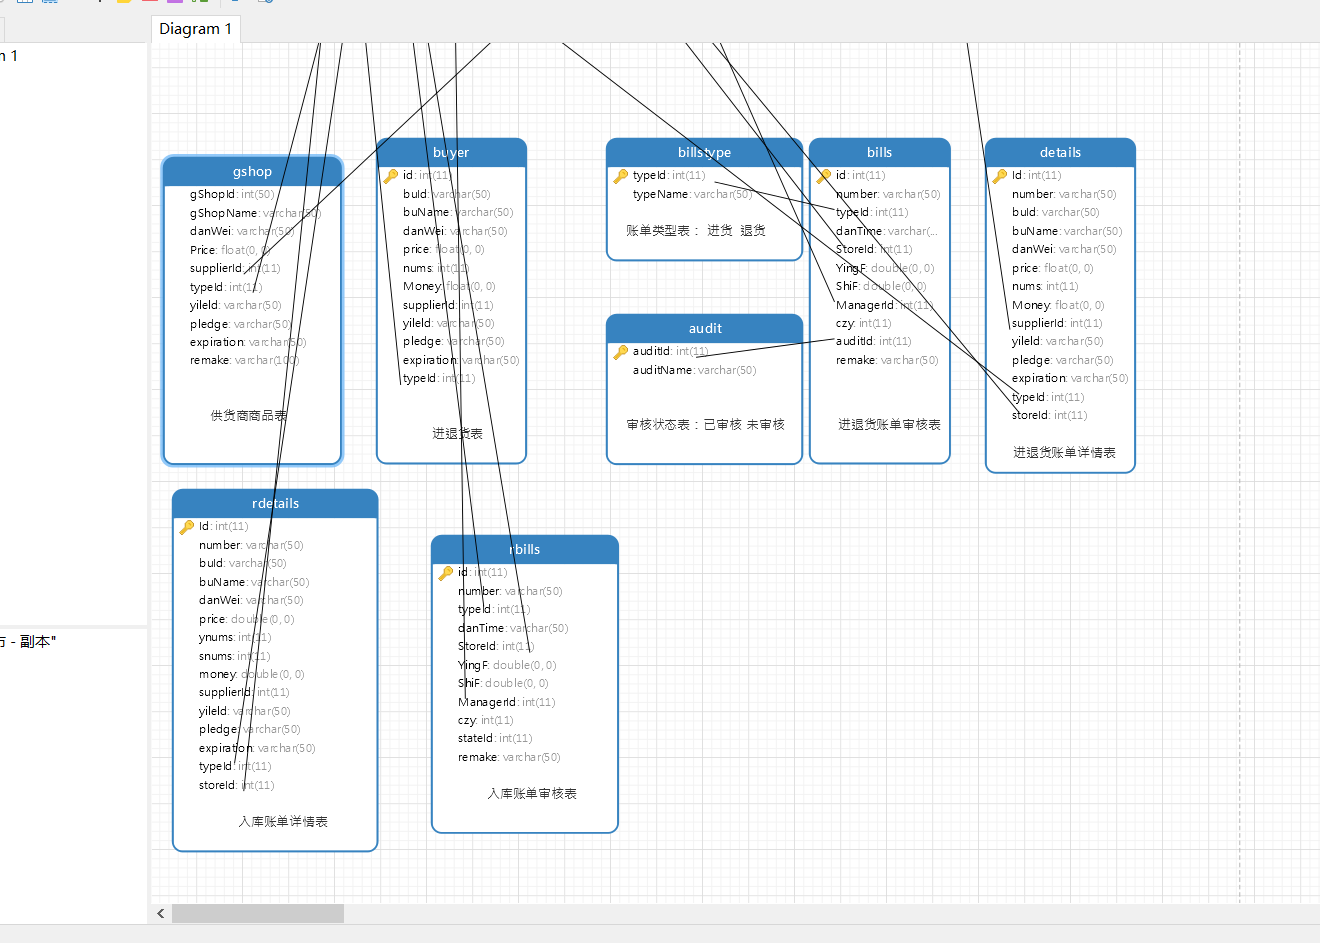 Diagram 1
n 1
市 - 副本"
gshop
gShopId: int(50)
gShopName: varchar(50)
danWei: varchar(50)
Price: float(0, 0)
supplierId: int(11)
typeId: int(11)
yileId: varchar(50)
pledge: varchar(50)
expiration: varchar(50)
remake: varchar(100)
供货商商品表
buyer
id: int(11)
buId: varchar(50)
buName: varchar(50)
danWei: varchar(50)
price: float(0, 0)
nums: int(11)
Money: float(0, 0)
supplierId: int(11)
yileId: varchar(50)
pledge: varchar(50)
expiration: varchar(50)
typeId: int(11)
进退货表
billstype
typeId: int(11)
typeName: varchar(50)
账单类型表： 进货 退货
audit
auditId: int(11)
auditName: varchar(50)
审核状态表：已审核 未审核
bills
id: int(11)
number: varchar(50)
typeId: int(11)
danTime: varchar(...
StoreId: int(11)
YingF: double(0, 0)
ShiF: double(0, 0)
ManagerId: int(11)
czy: int(11)
auditId: int(11)
remake: varchar(50)
进退货账单审核表
details
Id: int(11)
number: varchar(50)
buId: varchar(50)
buName: varchar(50)
danWei: varchar(50)
price: float(0, 0)
nums: int(11)
Money: float(0, 0)
supplierId: int(11)
yileId: varchar(50)
pledge: varchar(50)
expiration: varchar(50)
typeId: int(11)
storeId: int(11)
进退货账单详情表
rdetails
Id: int(11)
number: varchar(50)
buId: varchar(50)
buName: varchar(50)
danWei: varchar(50)
price: double(0, 0)
ynums: int(11)
snums: int(11)
money: double(0, 0)
supplierId: int(11)
yileId: varchar(50)
pledge: varchar(50)
expiration: varchar(50)
typeId: int(11)
storeId: int(11)
入库账单详情表
rbills
id: int(11)
number: varchar(50)
typeId: int(11)
danTime: varchar(50)
StoreId: int(11)
YingF: double(0, 0)
ShiF: double(0, 0)
ManagerId: int(11)
czy: int(11)
stateId: int(11)
remake: varchar(50)
入库账单审核表